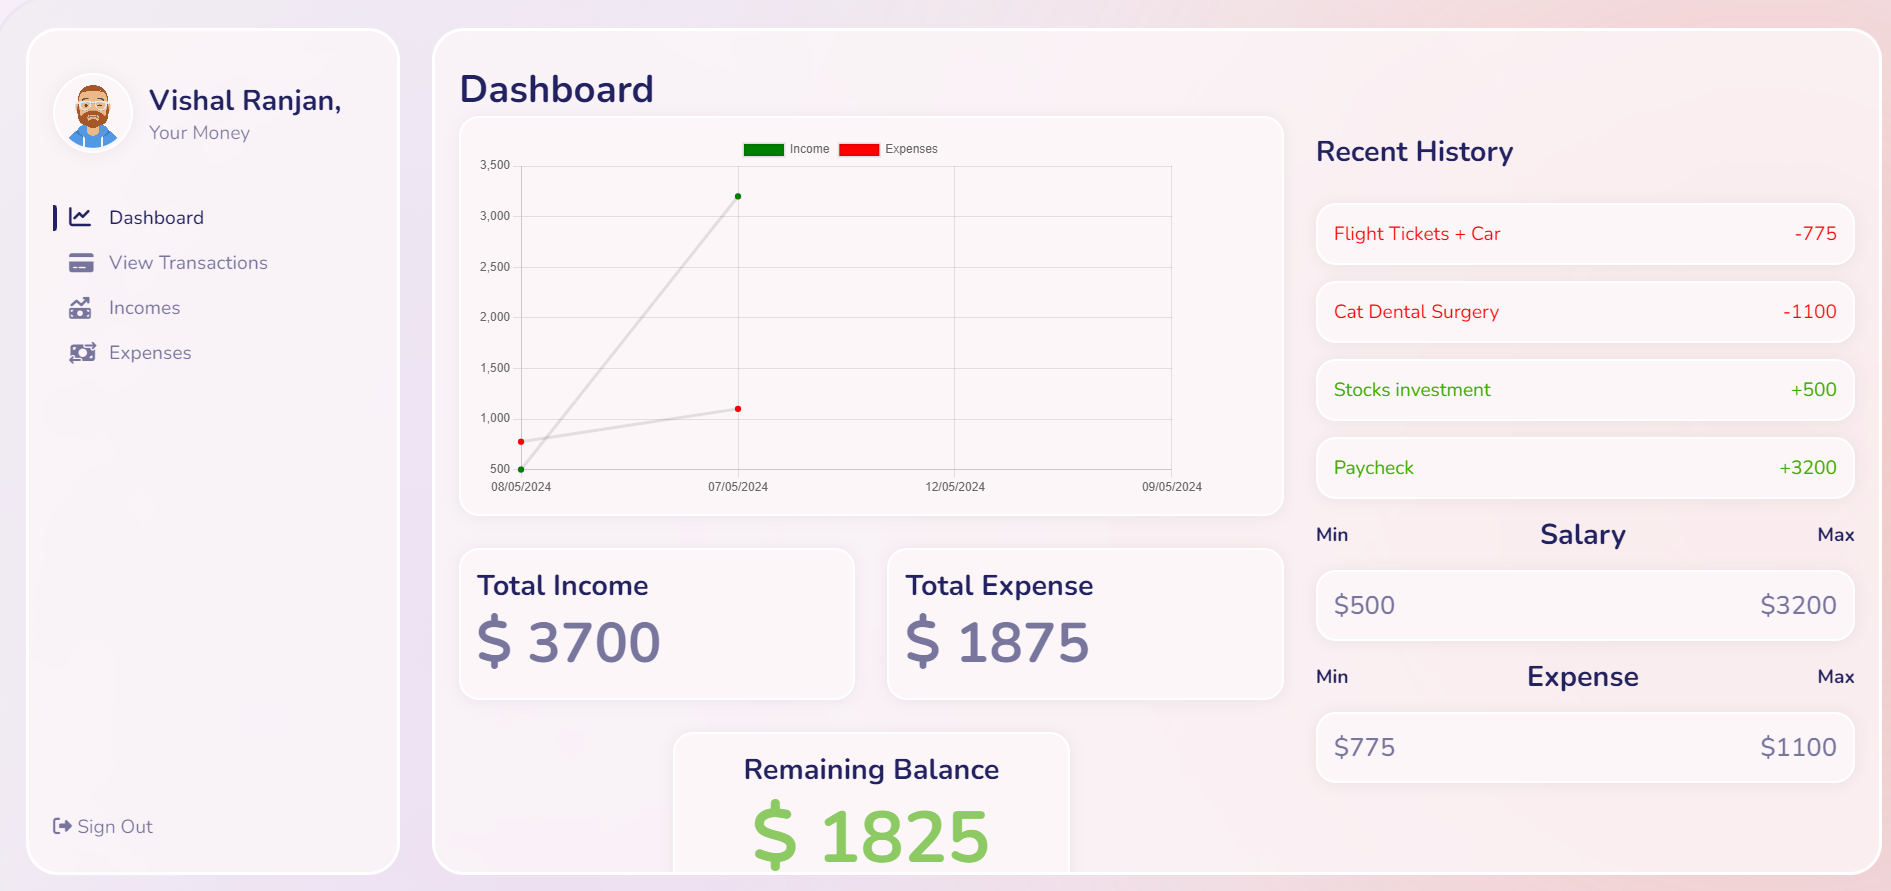 Vishal Ranjan,
Your Money
Dashboard
View Transactions
Incomes
Expenses
Sign Out
Dashboard
Income Expenses
3,500
3,000
2,500
2,000
1,500
1,000
500
08/05/2024 07/05/2024 12/05/2024 09/05/2024
Total Income
$ 3700
Total Expense
$ 1875
Remaining Balance
$ 1825
Recent History
Flight Tickets + Car -775
Cat Dental Surgery -1100
Stocks investment +500
Paycheck +3200
Min Salary Max
$500 $3200
Min Expense Max
$775 $1100